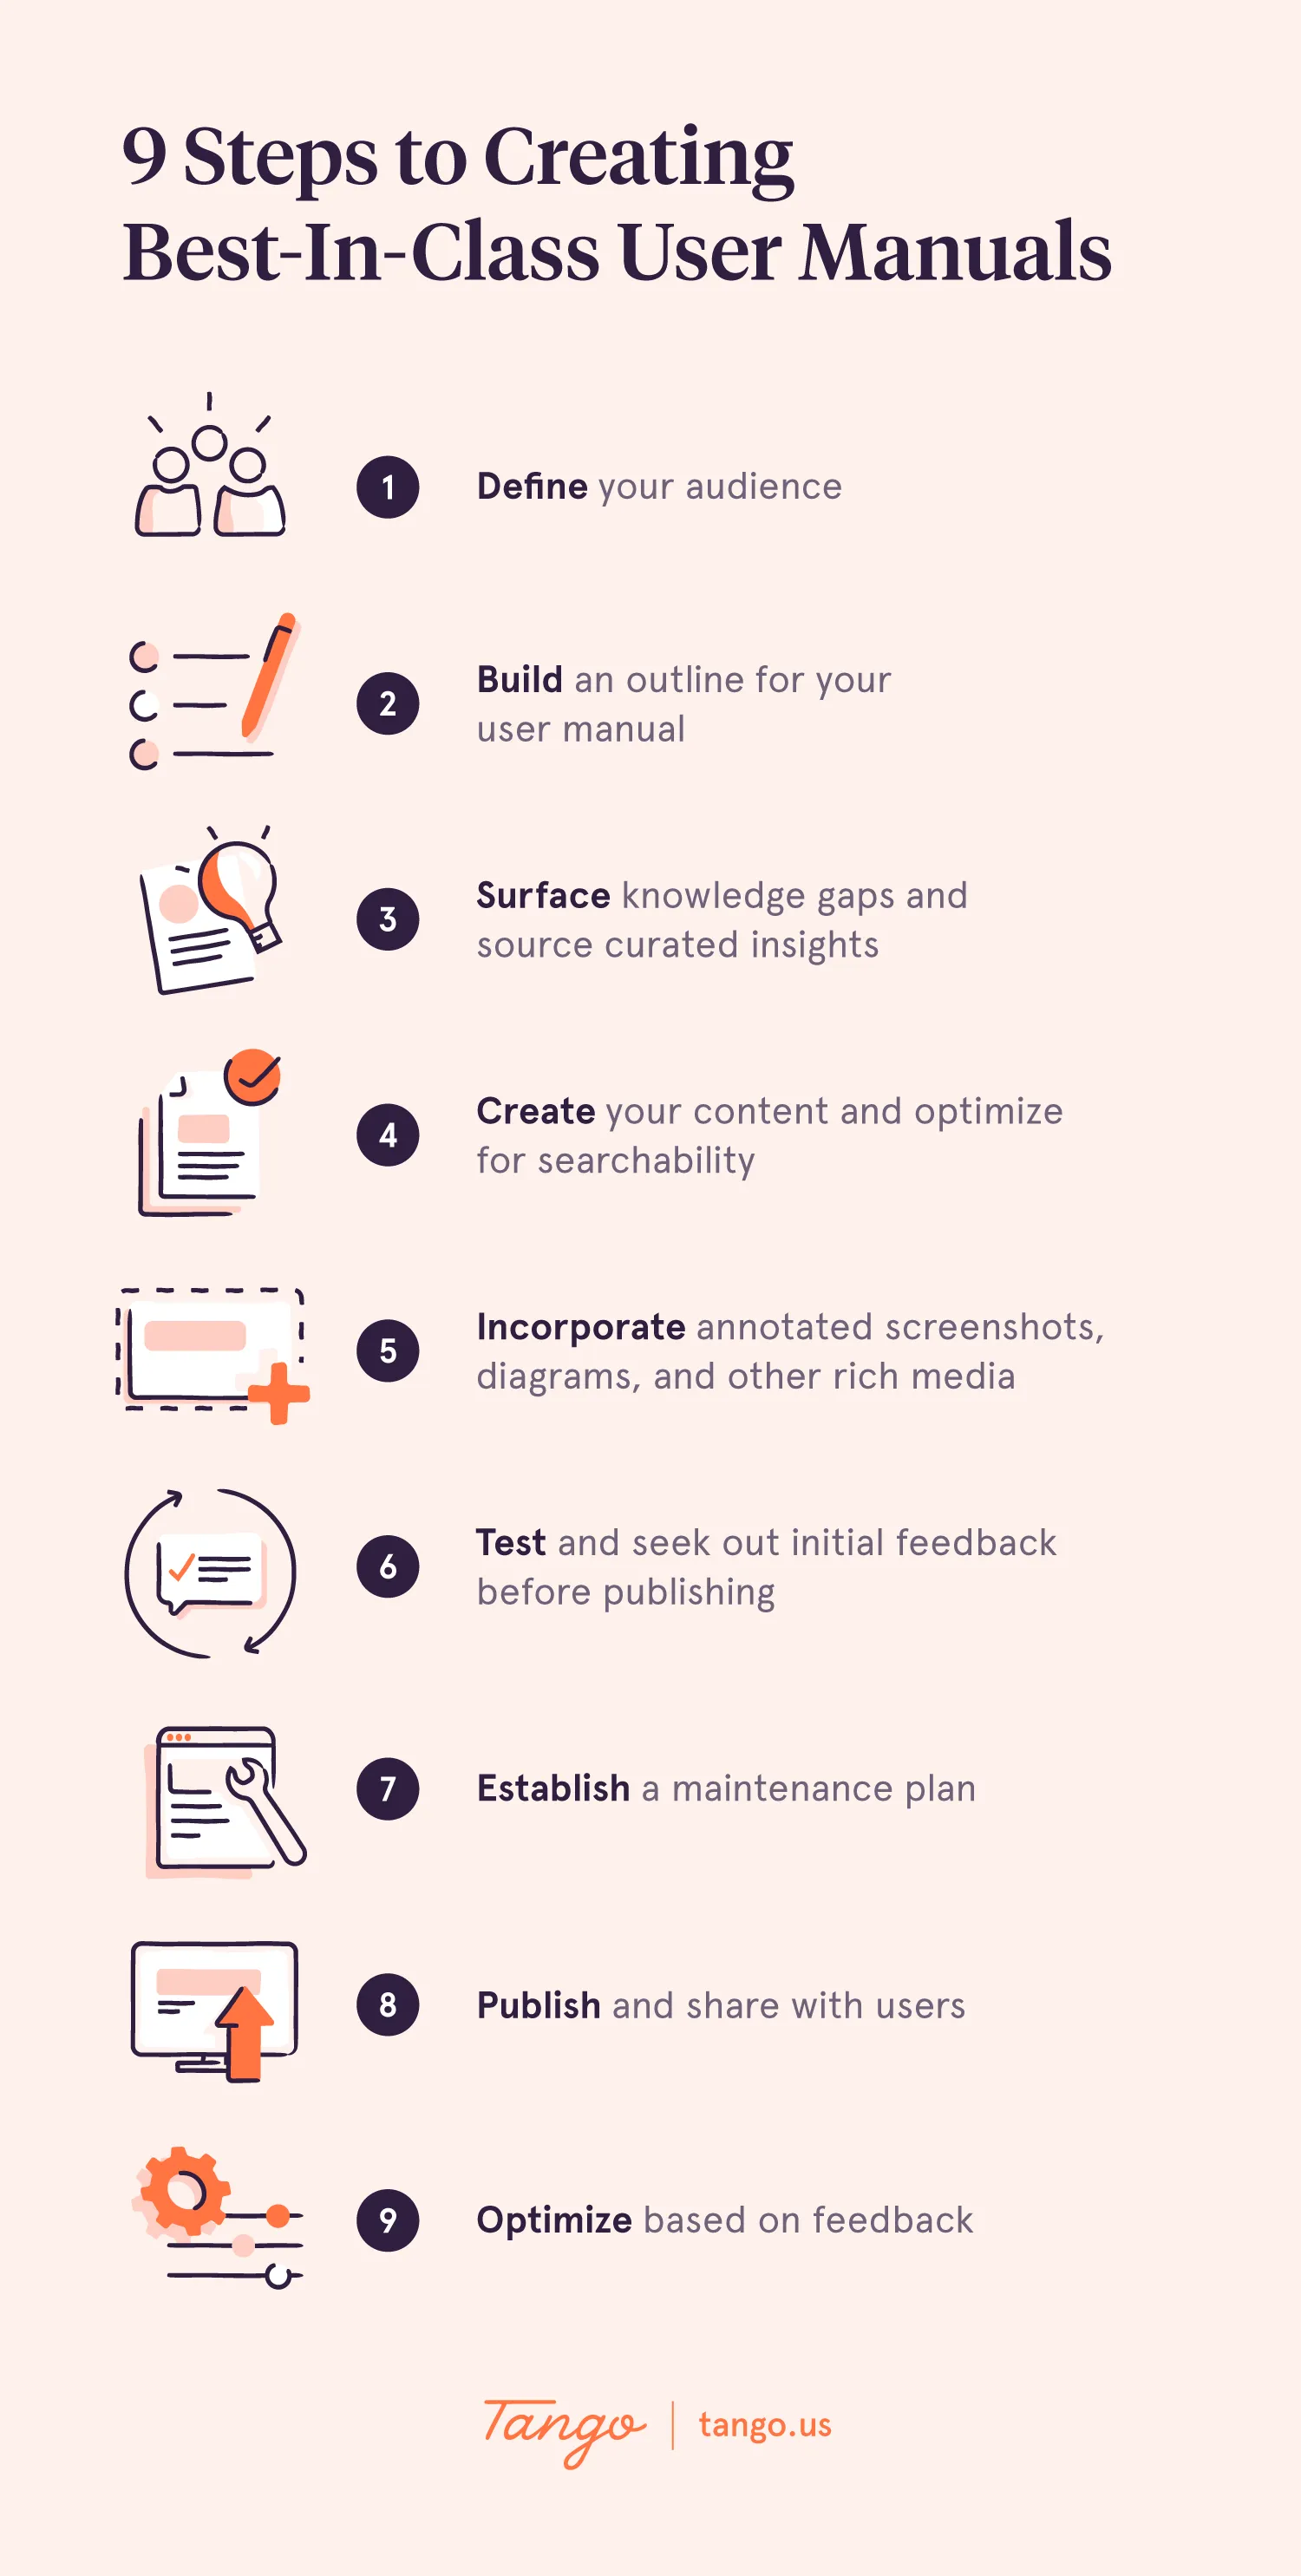 9 Steps to Creating
Best-In-Class User Manuals
1
Define your audience
2
Build an outline for your
user manual
3
Surface knowledge gaps and
source curated insights
4
Create your content and optimize
for searchability
5
Incorporate annotated screenshots,
diagrams, and other rich media
6
Test and seek out initial feedback
before publishing
7
Establish a maintenance plan
8
Publish and share with users
9
Optimize based on feedback
Tango | tango.us